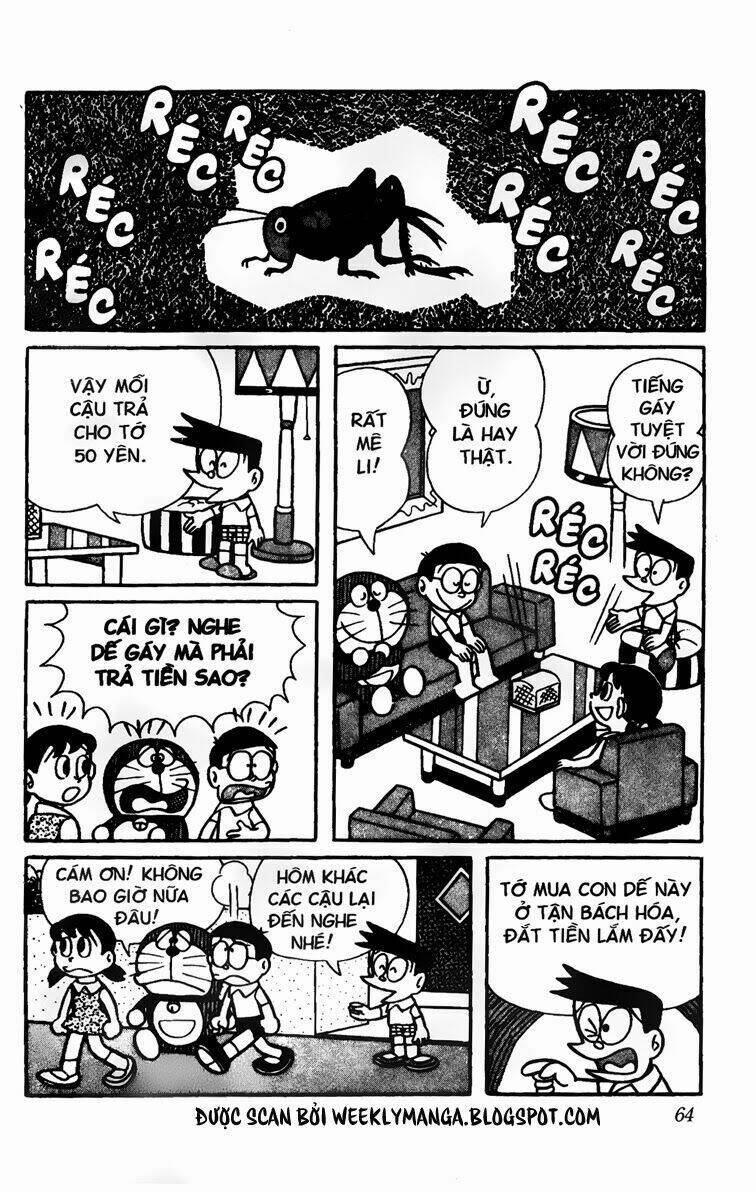 RÉC
RÉC
RÉC
RÉC
RÉC
RÉC
RÉC
RÉC
TIẾNG
GÁY
TUYỆT
VỜI ĐÚNG
KHÔNG?
Ừ,
ĐÚNG
LÀ HAY
THẬT.
RẤT
MÊ
LI!
RÉC
RÉC
VẬY MỖI
CẬU TRẢ
CHO TỚ
50 YÊN.
CÁI GÌ? NGHE
DẾ GÁY MÀ PHẢI
TRẢ TIỀN SAO?
TỚ MUA CON DẾ NÀY
Ở TẬN BÁCH HÓA,
ĐẮT TIỀN LẮM ĐẤY!
HÔM KHÁC
CÁC CẬU LẠI
ĐẾN NGHE
NHÉ!
CÁM ƠN! KHÔNG
BAO GIỜ NỮA
ĐÂU!
ĐƯỢC SCAN BỞI WEEKLYMANGA.BLOGSPOT.COM
64